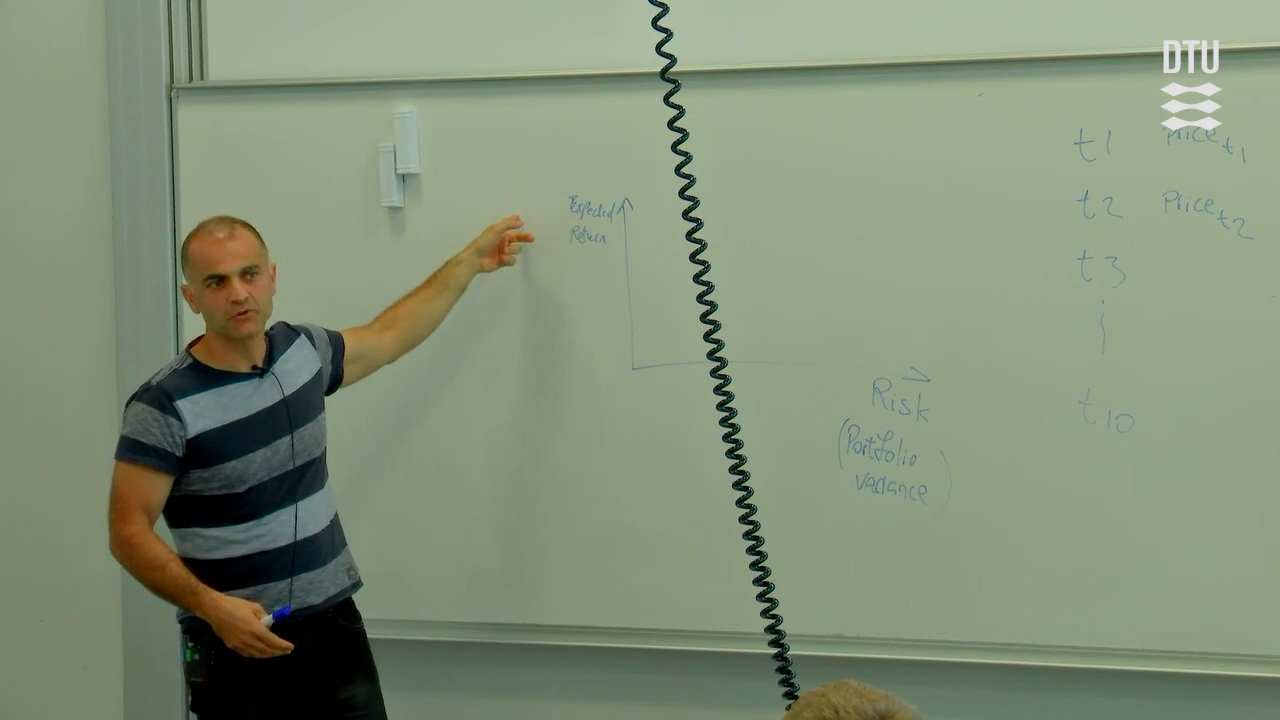 DTU
Expected
Return
Risk
(Portfolio
variance)
t1 Price t1
t2 Price t2
t3
t10